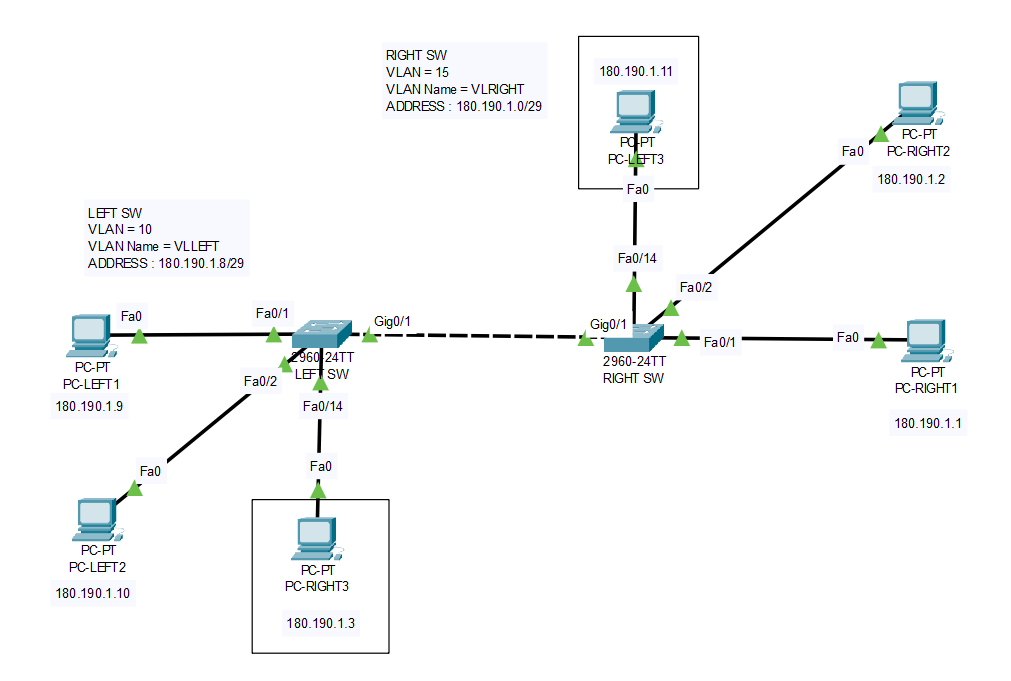 RIGHT SW
VLAN = 15
VLAN Name = VLRIGHT
ADDRESS : 180.190.1.0/29
180.190.1.11
PC-PT
PC-LEFT3
Fa0
Fa0/14
PC-PT
PC-RIGHT2
Fa0
180.190.1.2
Fa0/2
LEFT SW
VLAN = 10
VLAN Name = VLLEFT
ADDRESS : 180.190.1.8/29
Fa0
Fa0/1
Gig0/1
Gig0/1
Fa0/1
Fa0
PC-PT
PC-LEFT1
180.190.1.9
2960-24TT
LEFT SW
2960-24TT
RIGHT SW
PC-PT
PC-RIGHT1
180.190.1.1
Fa0/2
Fa0/14
Fa0
Fa0
PC-PT
PC-LEFT2
180.190.1.10
PC-PT
PC-RIGHT3
180.190.1.3